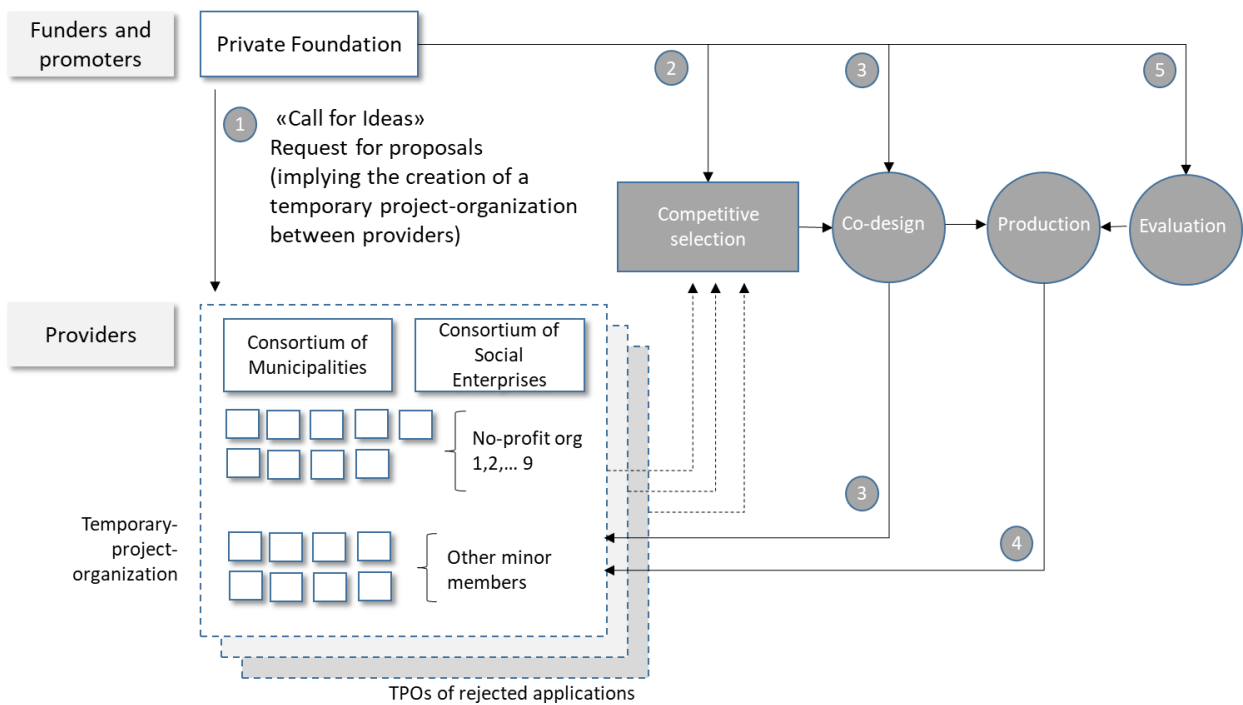 Funders and
promoters
Private Foundation
1
«Call for Ideas»
Request for proposals
(implying the creation of a
temporary project-organization
between providers)
2
3
5
Competitive
selection
Co-design
Production
Evaluation
Providers
Consortium of
Municipalities
Consortium of
Social
Enterprises
No-profit org
1,2,... 9
3
4
Temporary-
project-
organization
Other minor
members
TPOs of rejected applications